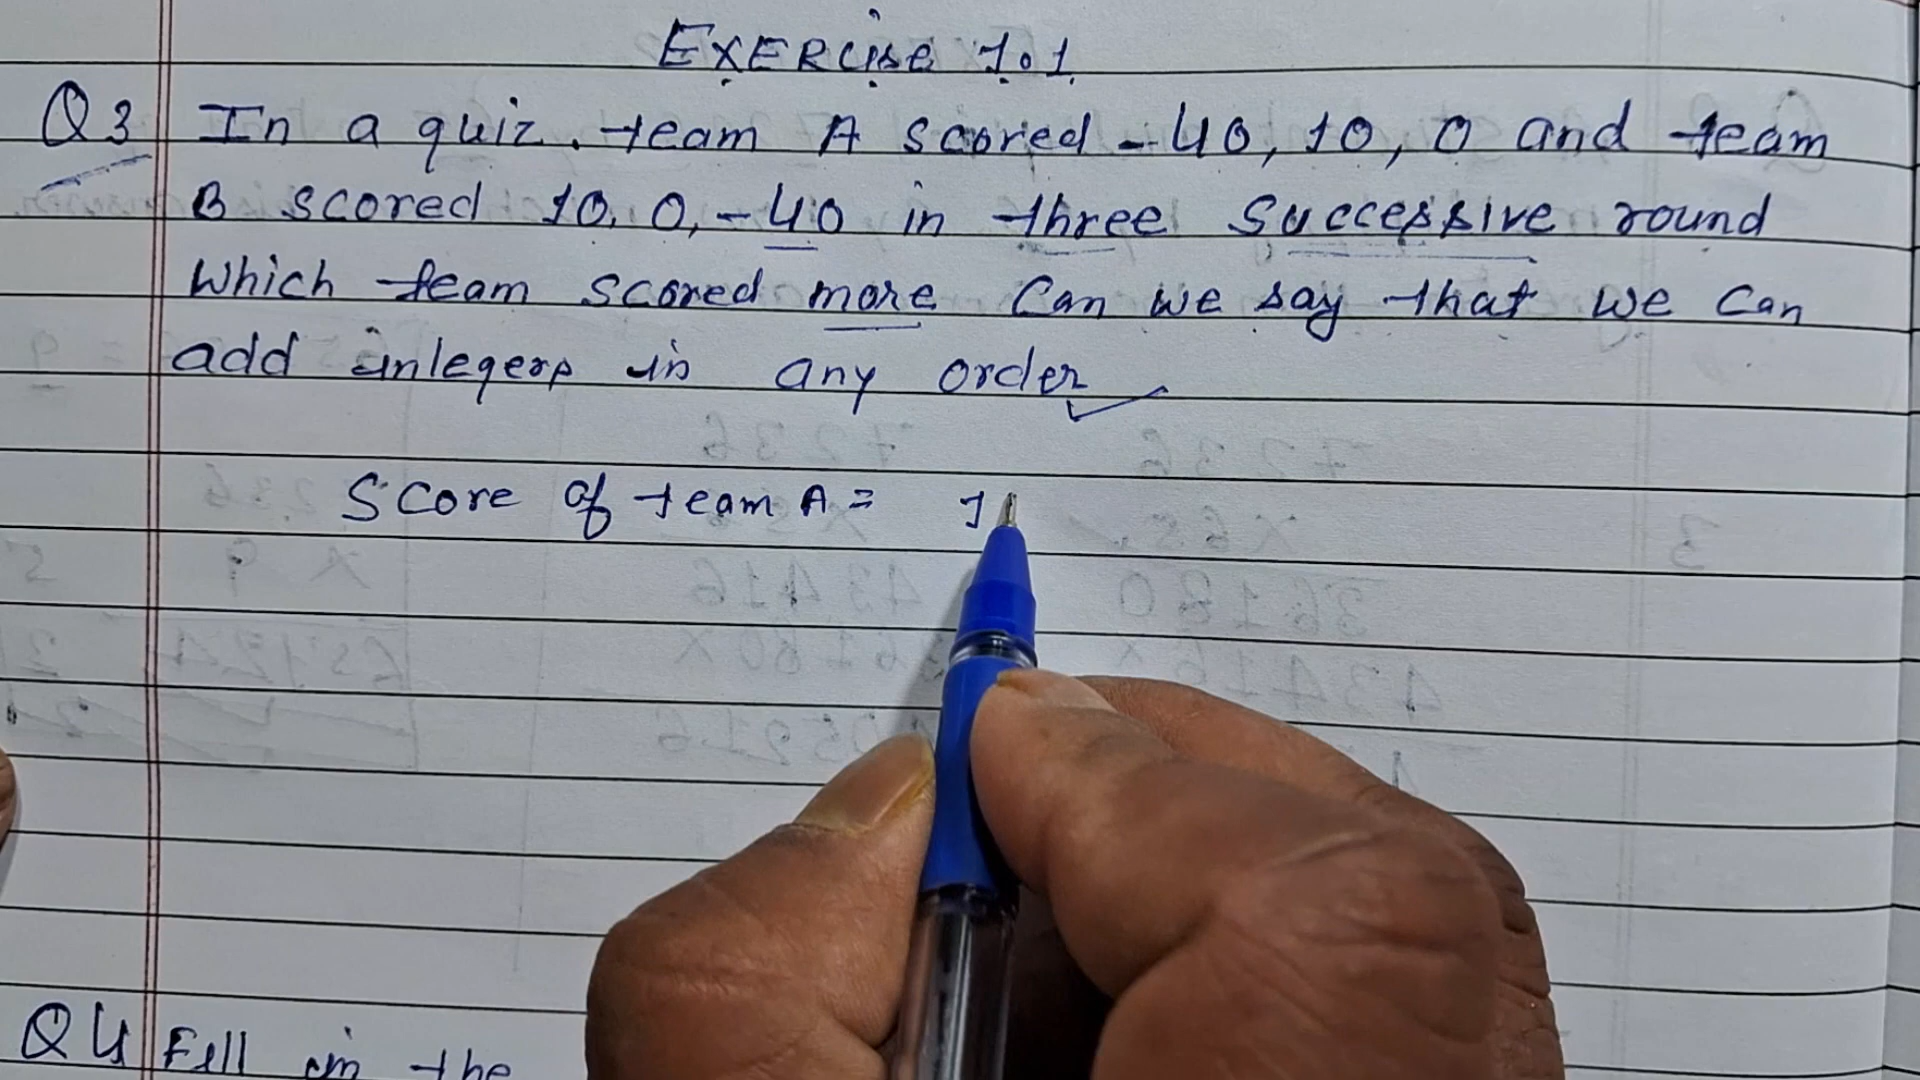 Exercise 1.1
Q3 In a quiz. team A scored -40, 10, 0 and team
B scored 10, 0, -40 in three successive round
Which team scored more Can we say that we can
add integers in any order
Score of team A = 1
Q4 Fill in the